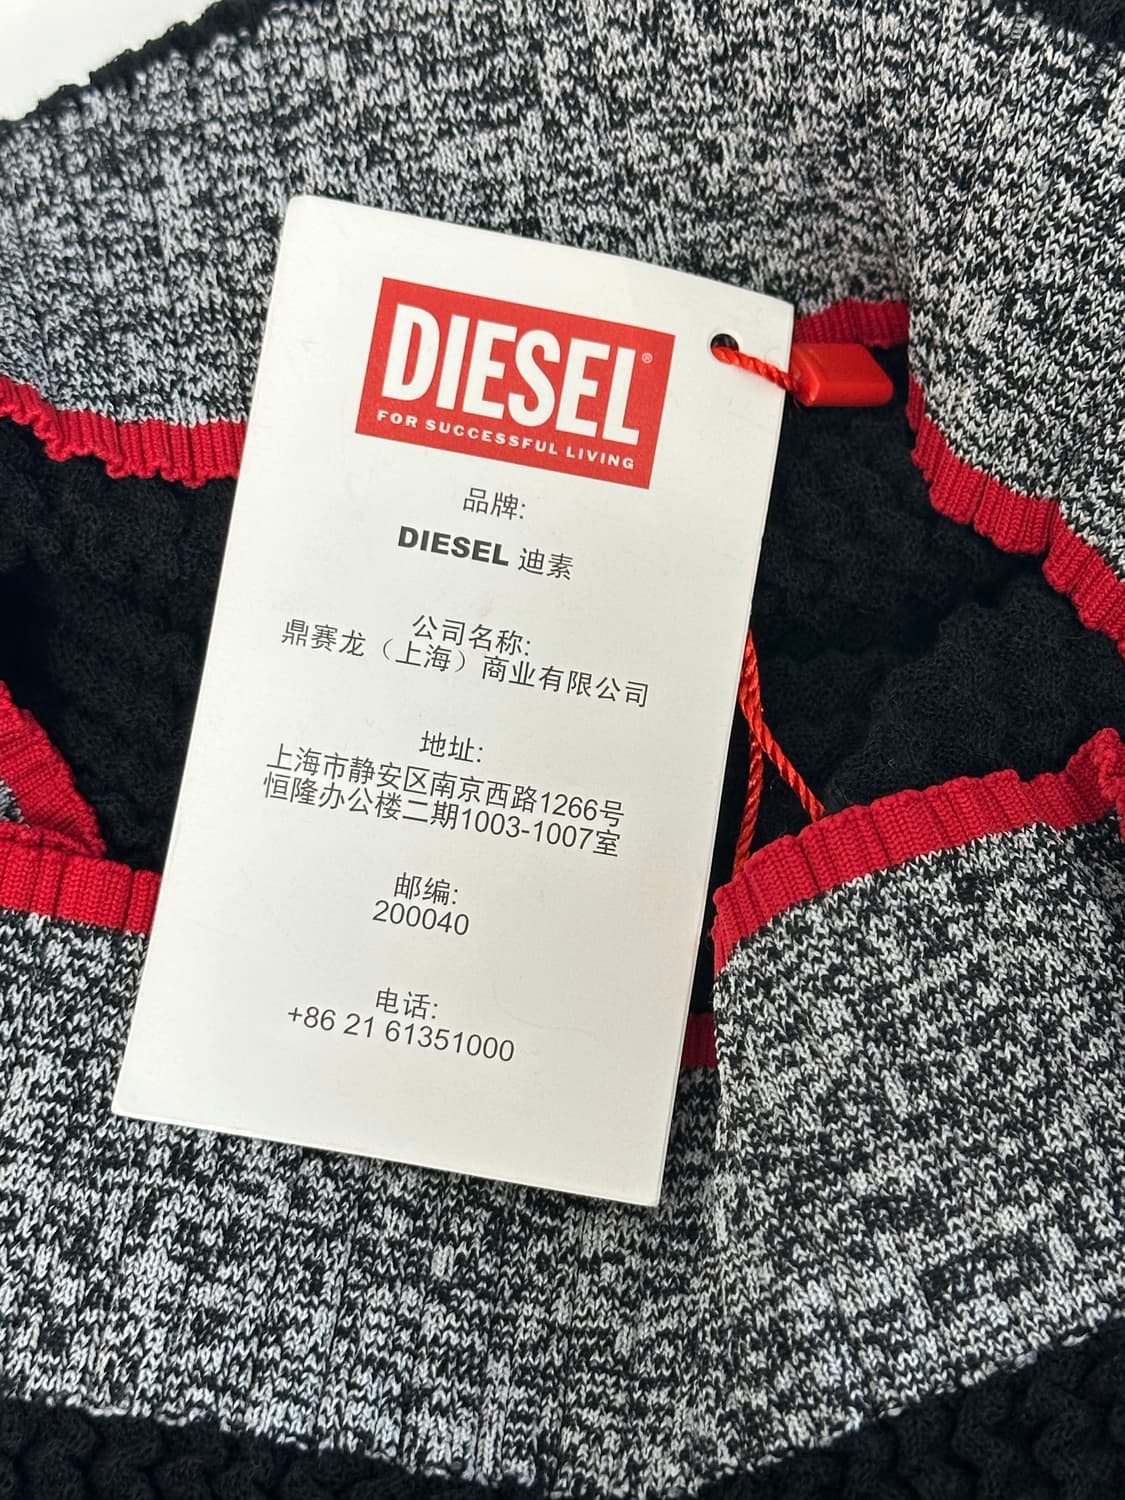 DIESEL®
FOR SUCCESSFUL LIVING
品牌:
DIESEL 迪素
公司名称:
鼎赛龙（上海）商业有限公司
地址:
上海市静安区南京西路1266号
恒隆办公楼二期1003-1007室
邮编:
200040
电话:
+86 21 61351000